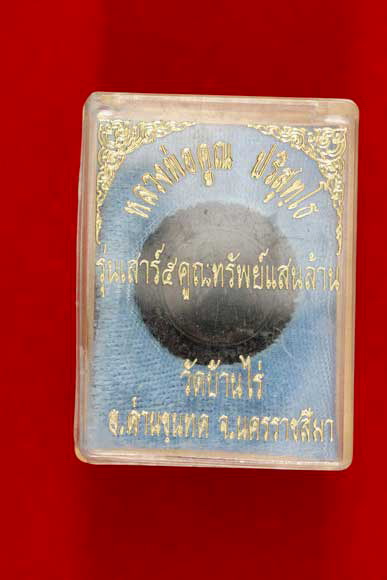 หลวงพ่อคูณ ปริสุทฺโธ
รุ่นเสาร์๕คูณทรัพย์แสนล้าน
วัดบ้านไร่
อ.ด่านขุนทด จ.นครราชสีมา